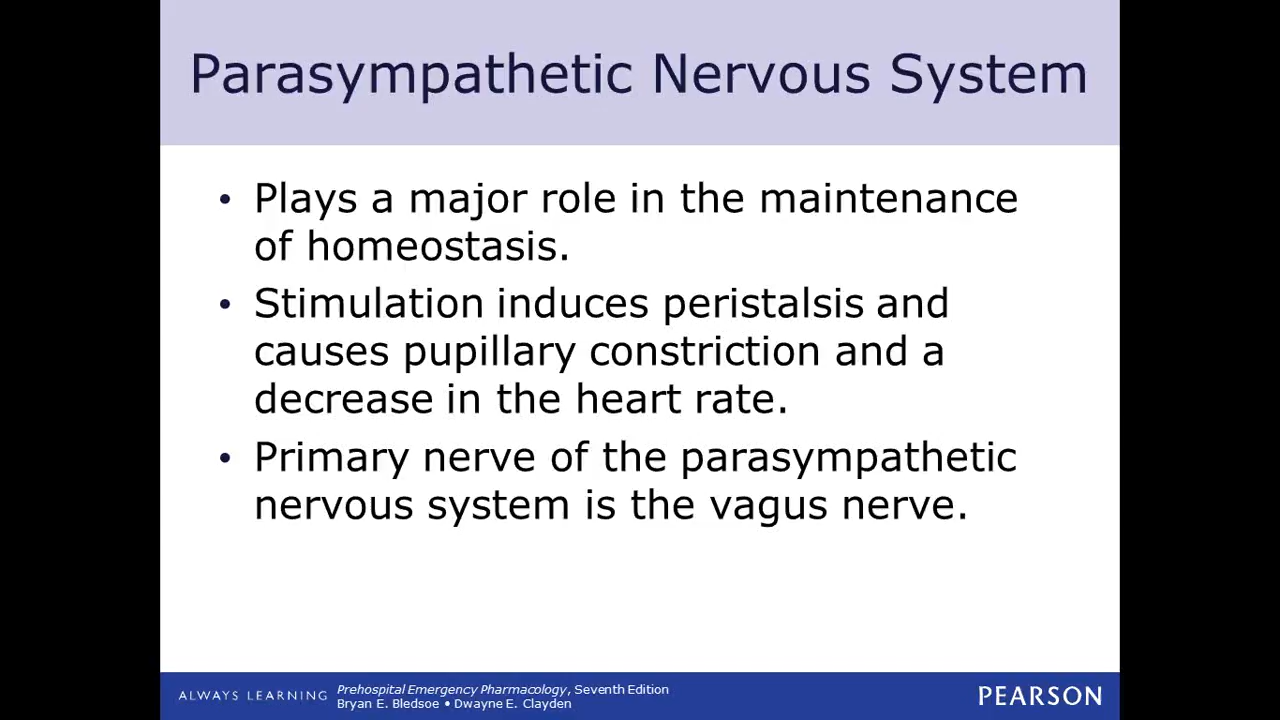 Parasympathetic Nervous System
• Plays a major role in the maintenance
of homeostasis.
• Stimulation induces peristalsis and
causes pupillary constriction and a
decrease in the heart rate.
• Primary nerve of the parasympathetic
nervous system is the vagus nerve.
ALWAYS LEARNING
Prehospital Emergency Pharmacology, Seventh Edition
Bryan E. Bledsoe • Dwayne E. Clayden
PEARSON